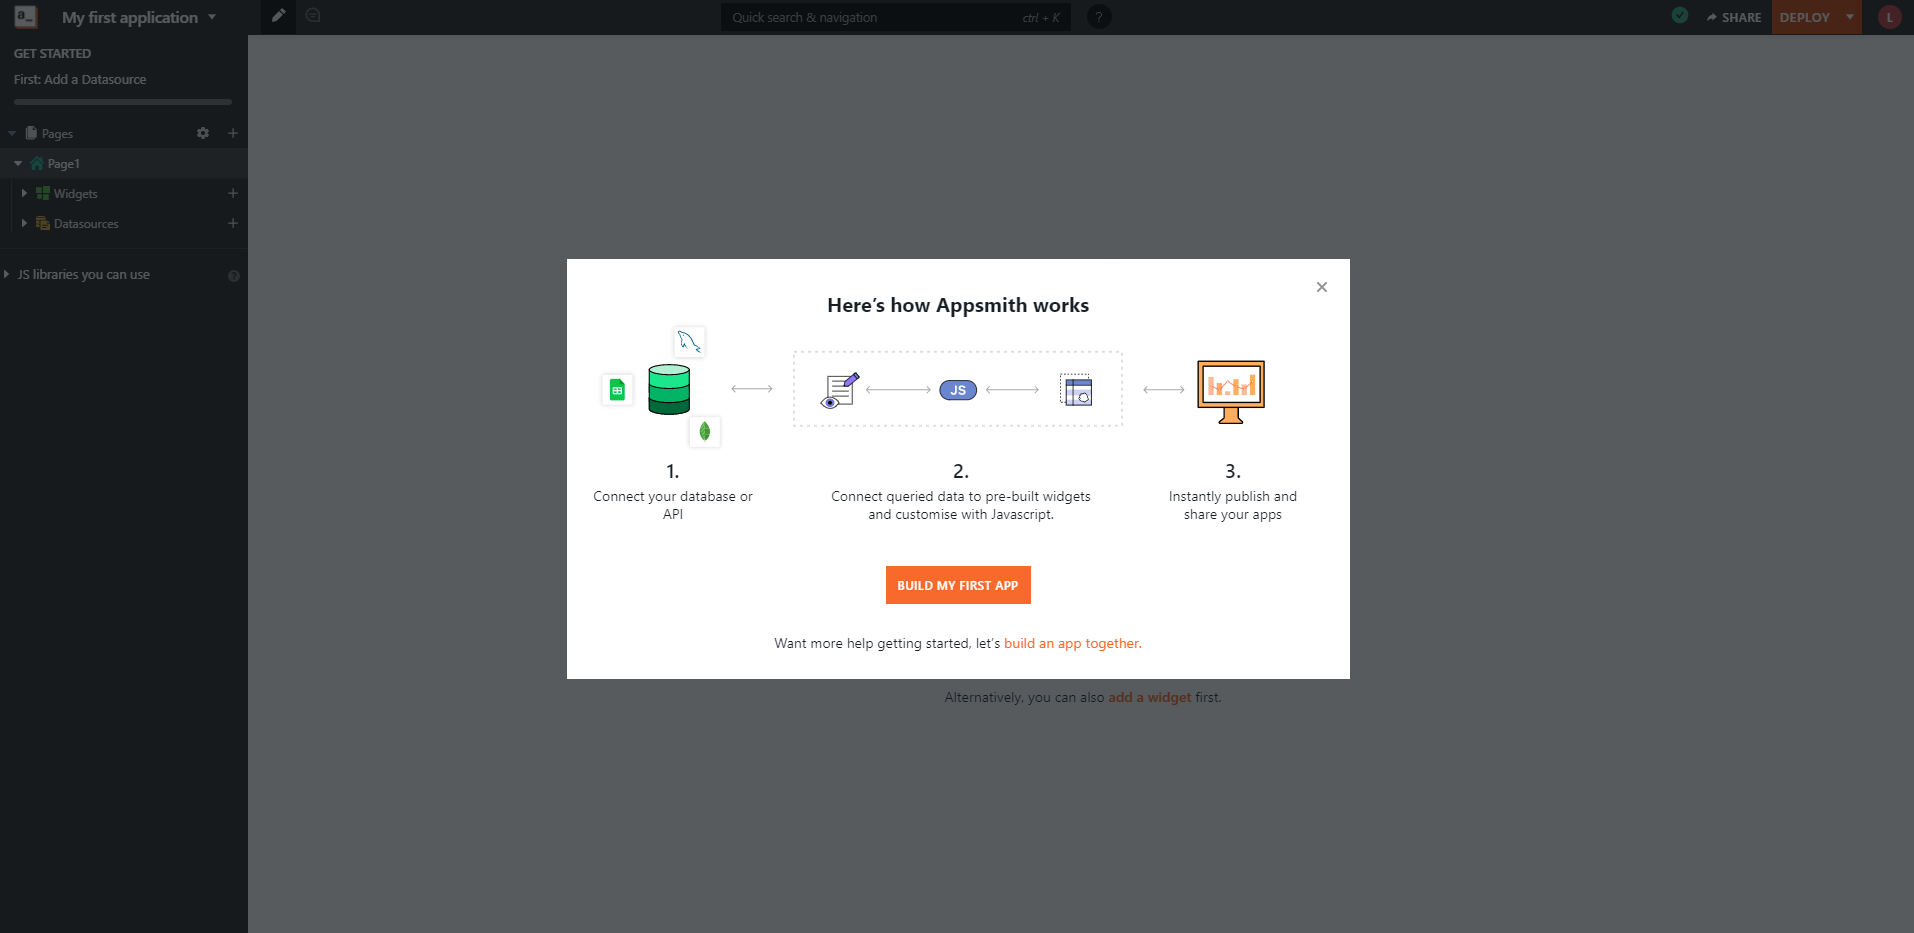 a_
My first application
Quick search & navigation
ctrl + K
?
SHARE
DEPLOY
L
GET STARTED
First: Add a Datasource
Pages
Page1
Widgets
Datasources
JS libraries you can use
?
Here’s how Appsmith works
JS
1.
Connect your database or
API
2.
Connect queried data to pre-built widgets
and customise with Javascript.
3.
Instantly publish and
share your apps
BUILD MY FIRST APP
Want more help getting started, let’s build an app together.
Alternatively, you can also add a widget first.